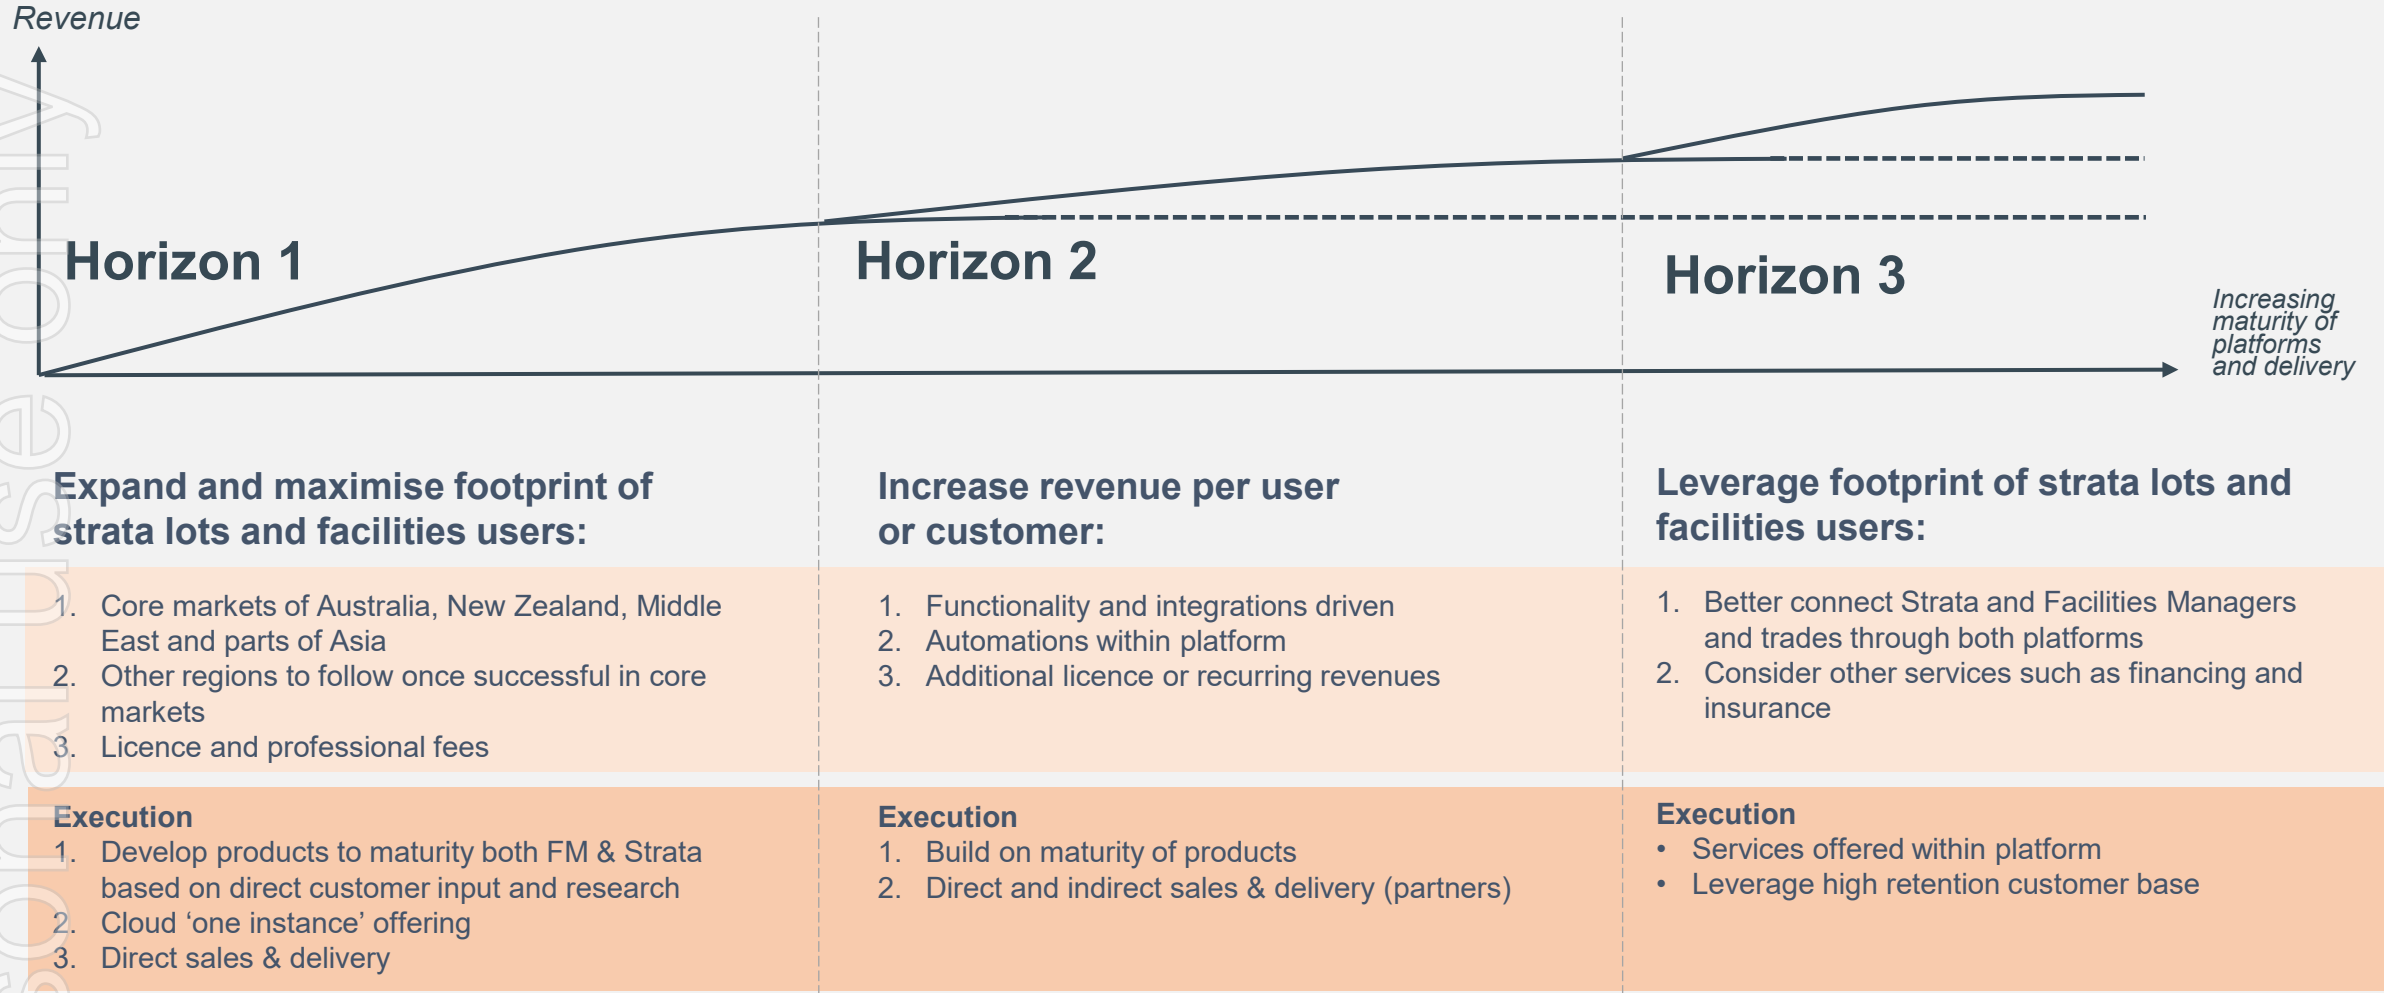 Revenue
Horizon 1
Horizon 2
Horizon 3
Increasing
maturity of
platforms
and delivery
Expand and maximise footprint of
strata lots and facilities users:
1. Core markets of Australia, New Zealand, Middle
East and parts of Asia
2. Other regions to follow once successful in core
markets
3. Licence and professional fees
Execution
1. Develop products to maturity both FM & Strata
based on direct customer input and research
2. Cloud ‘one instance’ offering
3. Direct sales & delivery
Increase revenue per user
or customer:
1. Functionality and integrations driven
2. Automations within platform
3. Additional licence or recurring revenues
Execution
1. Build on maturity of products
2. Direct and indirect sales & delivery (partners)
Leverage footprint of strata lots and
facilities users:
1. Better connect Strata and Facilities Managers
and trades through both platforms
2. Consider other services such as financing and
insurance
Execution
• Services offered within platform
• Leverage high retention customer base
use only